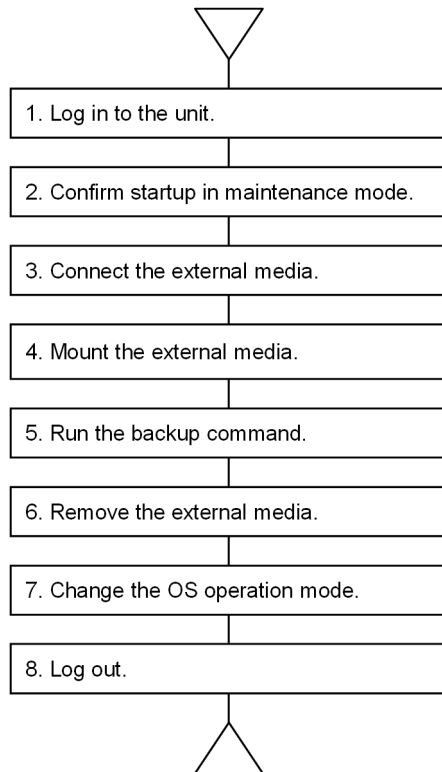 1. Log in to the unit.
2. Confirm startup in maintenance mode.
3. Connect the external media.
4. Mount the external media.
5. Run the backup command.
6. Remove the external media.
7. Change the OS operation mode.
8. Log out.